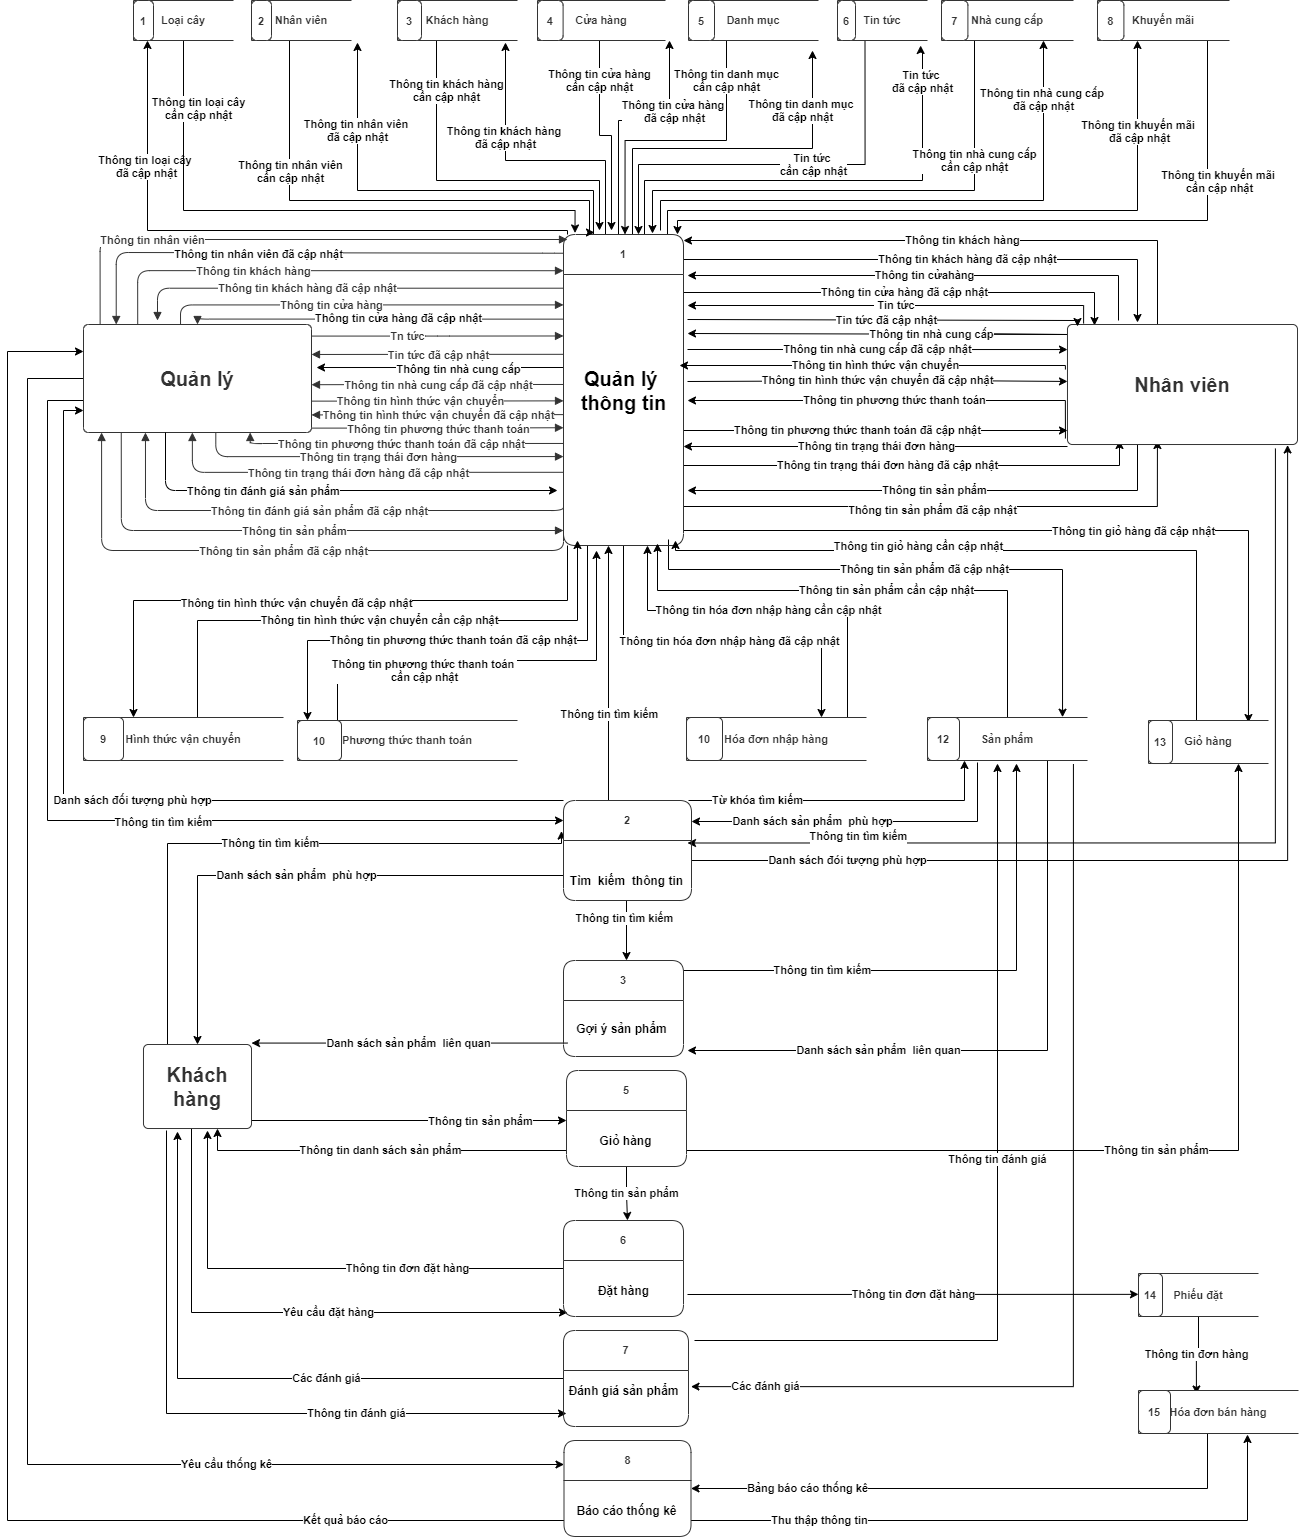 1 Loại cây
2 Nhân viên
3 Khách hàng
4 Cửa hàng
5 Danh mục
6 Tin tức
7 Nhà cung cấp
8 Khuyến mãi
Thông tin loại cây
cần cập nhật
Thông tin loại cây
đã cập nhật
Thông tin nhân viên
đã cập nhật
Thông tin nhân viên
cần cập nhật
Thông tin khách hàng
cần cập nhật
Thông tin khách hàng
đã cập nhật
Thông tin cửa hàng
cần cập nhật
Thông tin cửa hàng
đã cập nhật
Thông tin danh mục
cần cập nhật
Thông tin danh mục
đã cập nhật
Tin tức
cần cập nhật
Tin tức
đã cập nhật
Thông tin nhà cung cấp
đã cập nhật
Thông tin nhà cung cấp
cần cập nhật
Thông tin khuyến mãi
đã cập nhật
Thông tin khuyến mãi
cần cập nhật
Thông tin nhân viên
Thông tin nhân viên đã cập nhật
Thông tin khách hàng
Thông tin khách hàng đã cập nhật
Thông tin cửa hàng
Thông tin cửa hàng đã cập nhật
Tn tức
Tin tức đã cập nhật
Thông tin nhà cung cấp
Thông tin nhà cung cấp đã cập nhật
Thông tin hình thức vận chuyển
Thông tin hình thức vận chuyển đã cập nhật
Thông tin phương thức thanh toán
Thông tin phương thức thanh toán đã cập nhật
Thông tin trạng thái đơn hàng
Thông tin trạng thái đơn hàng đã cập nhật
Thông tin đánh giá sản phẩm
Thông tin đánh giá sản phẩm đã cập nhật
Thông tin sản phẩm
Thông tin sản phẩm đã cập nhật
Quản lý
1
Quản lý
thông tin
Nhân viên
Thông tin khách hàng
Thông tin khách hàng đã cập nhật
Thông tin cửahàng
Thông tin cửa hàng đã cập nhật
Tin tức
Tin tức đã cập nhật
Thông tin nhà cung cấp
Thông tin nhà cung cấp đã cập nhật
Thông tin hình thức vận chuyển
Thông tin hình thức vận chuyển đã cập nhật
Thông tin phương thức thanh toán
Thông tin phương thức thanh toán đã cập nhật
Thông tin trạng thái đơn hàng
Thông tin trạng thái đơn hàng đã cập nhật
Thông tin sản phẩm
Thông tin sản phẩm đã cập nhật
Thông tin giỏ hàng đã cập nhật
Thông tin giỏ hàng cần cập nhật
Thông tin sản phẩm đã cập nhật
Thông tin sản phẩm cần cập nhật
Thông tin hóa đơn nhập hàng cần cập nhật
Thông tin hóa đơn nhập hàng đã cập nhật
Thông tin hình thức vận chuyển đã cập nhật
Thông tin hình thức vận chuyển cần cập nhật
Thông tin phương thức thanh toán đã cập nhật
Thông tin phương thức thanh toán
cần cập nhật
Thông tin tìm kiếm
9 Hình thức vận chuyển
10 Phương thức thanh toán
10 Hóa đơn nhập hàng
12 Sản phẩm
13 Giỏ hàng
Danh sách đối tượng phù hợp
Thông tin tìm kiếm
Thông tin tìm kiếm
Danh sách sản phẩm phù hợp
2
Tìm kiếm thông tin
Từ khóa tìm kiếm
Danh sách sản phẩm phù hợp
Thông tin tìm kiếm
Danh sách đói tượng phù hợp
Thông tin tìm kiếm
3
Gợi ý sản phẩm
Thông tin tìm kiếm
Danh sách sản phẩm liên quan
Danh sách sản phẩm liên quan
Khách
hàng
5
Giỏ hàng
Thông tin sản phẩm
Thông tin danh sách sản phẩm
Thông tin sản phẩm
Thông tin đánh giá
Thông tin sản phẩm
6
Đặt hàng
Thông tin đơn đặt hàng
Yêu cầu đặt hàng
Thông tin đơn đặt hàng
14 Phiếu đặt
Thông tin đơn hàng
7
Đánh giá sản phẩm
Các đánh giá
Thông tin đánh giá
Các đánh giá
15 Hóa đơn bán hàng
8
Báo cáo thống kê
Yêu cầu thống kê
Kết quả báo cáo
Bảng báo cáo thống kê
Thu thập thông tin